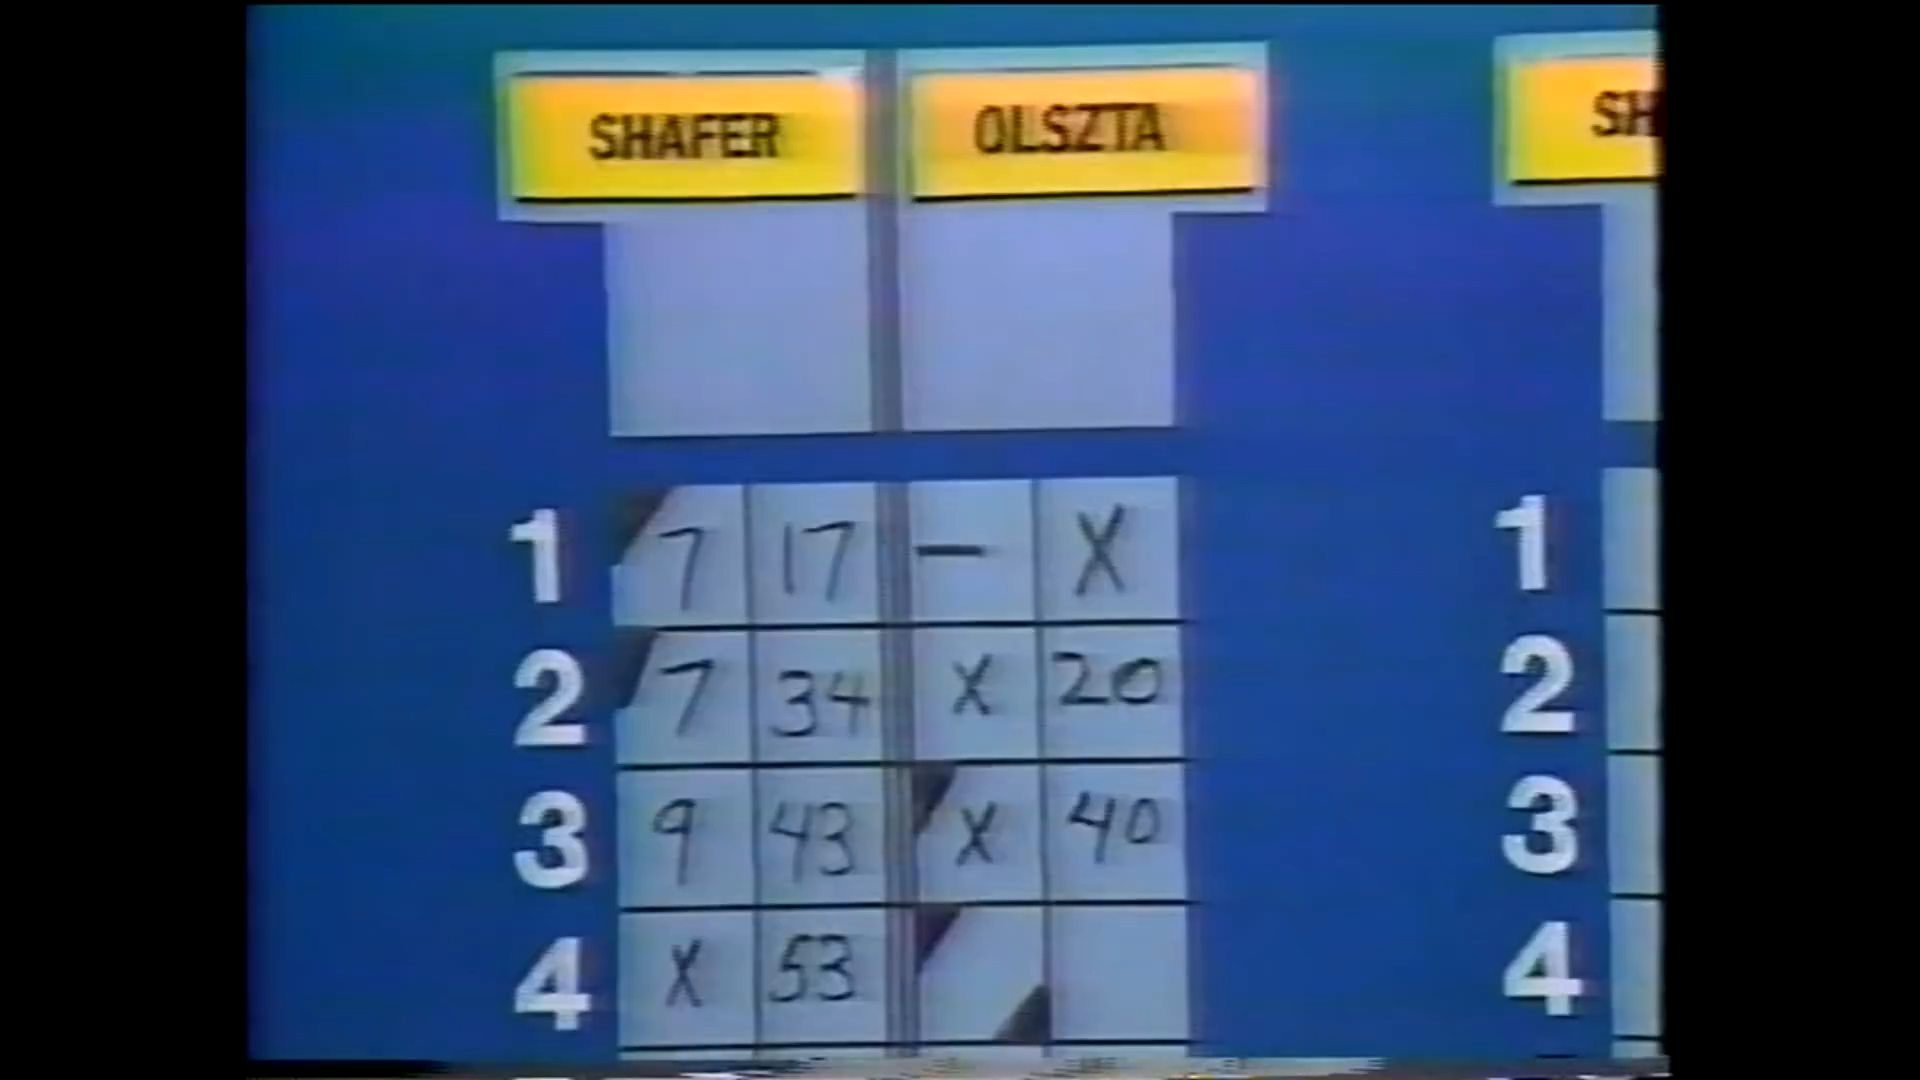 SHAFER OLSZTA SH
1 7 17 — X 1
2 7 34 X 20 2
3 9 43 X 40 3
4 X 53 4